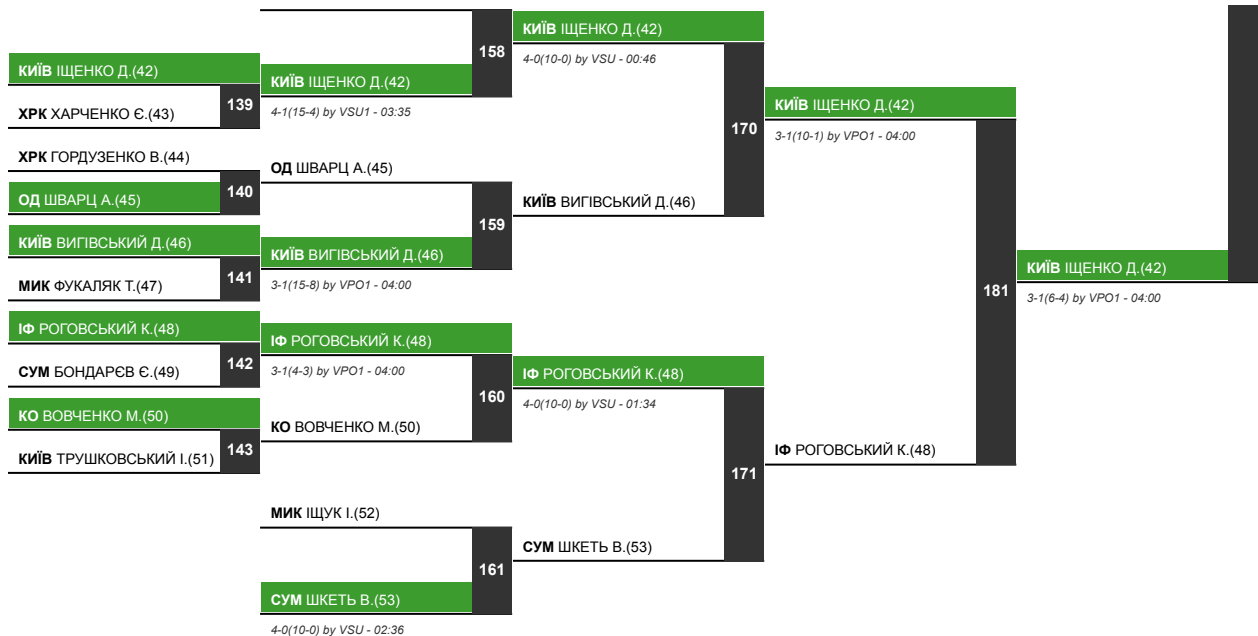 КИЇВ ІЩЕНКО Д.(42)
139
ХРК ХАРЧЕНКО Є.(43)
ХРК ГОРДУЗЕНКО В.(44)
140
ОД ШВАРЦ А.(45)
КИЇВ ВИГІВСЬКИЙ Д.(46)
141
МИК ФУКАЛЯК Т.(47)
ІФ РОГОВСЬКИЙ К.(48)
142
СУМ БОНДАРЄВ Є.(49)
КО ВОВЧЕНКО М.(50)
143
КИЇВ ТРУШКОВСЬКИЙ І.(51)
158
КИЇВ ІЩЕНКО Д.(42)
4-1(15-4) by VSU1 - 03:35
ОД ШВАРЦ А.(45)
159
КИЇВ ВИГІВСЬКИЙ Д.(46)
3-1(15-8) by VPO1 - 04:00
ІФ РОГОВСЬКИЙ К.(48)
3-1(4-3) by VPO1 - 04:00
160
КО ВОВЧЕНКО М.(50)
МИК ІЩУК І.(52)
161
СУМ ШКЕТЬ В.(53)
4-0(10-0) by VSU - 02:36
КИЇВ ІЩЕНКО Д.(42)
4-0(10-0) by VSU - 00:46
170
КИЇВ ВИГІВСЬКИЙ Д.(46)
ІФ РОГОВСЬКИЙ К.(48)
4-0(10-0) by VSU - 01:34
171
СУМ ШКЕТЬ В.(53)
КИЇВ ІЩЕНКО Д.(42)
3-1(10-1) by VPO1 - 04:00
181
ІФ РОГОВСЬКИЙ К.(48)
КИЇВ ІЩЕНКО Д.(42)
3-1(6-4) by VPO1 - 04:00